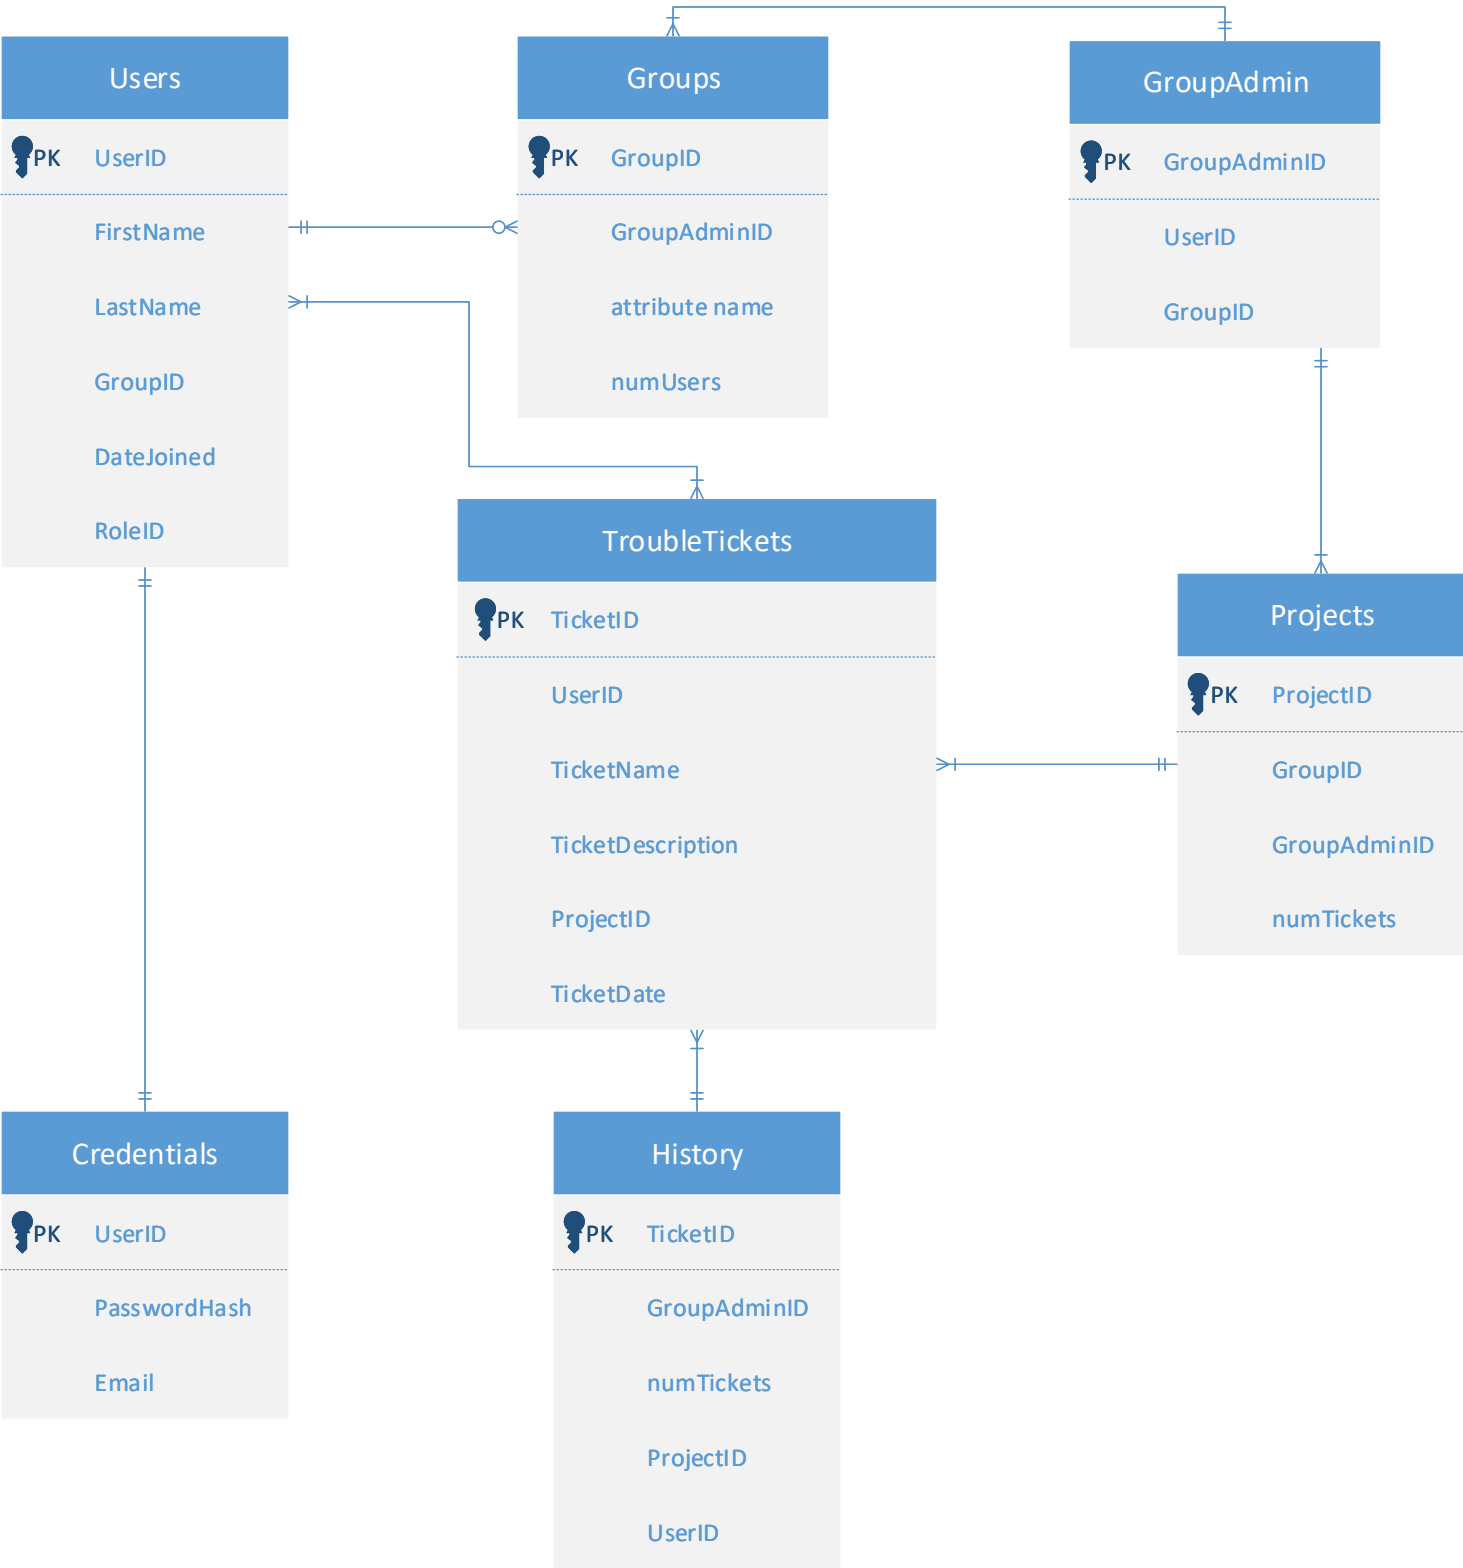 Users
PK UserID
FirstName
LastName
GroupID
DateJoined
RoleID
Groups
PK GroupID
GroupAdminID
attribute name
numUsers
GroupAdmin
PK GroupAdminID
UserID
GroupID
TroubleTickets
PK TicketID
UserID
TicketName
TicketDescription
ProjectID
TicketDate
Projects
PK ProjectID
GroupID
GroupAdminID
numTickets
Credentials
PK UserID
PasswordHash
Email
History
PK TicketID
GroupAdminID
numTickets
ProjectID
UserID